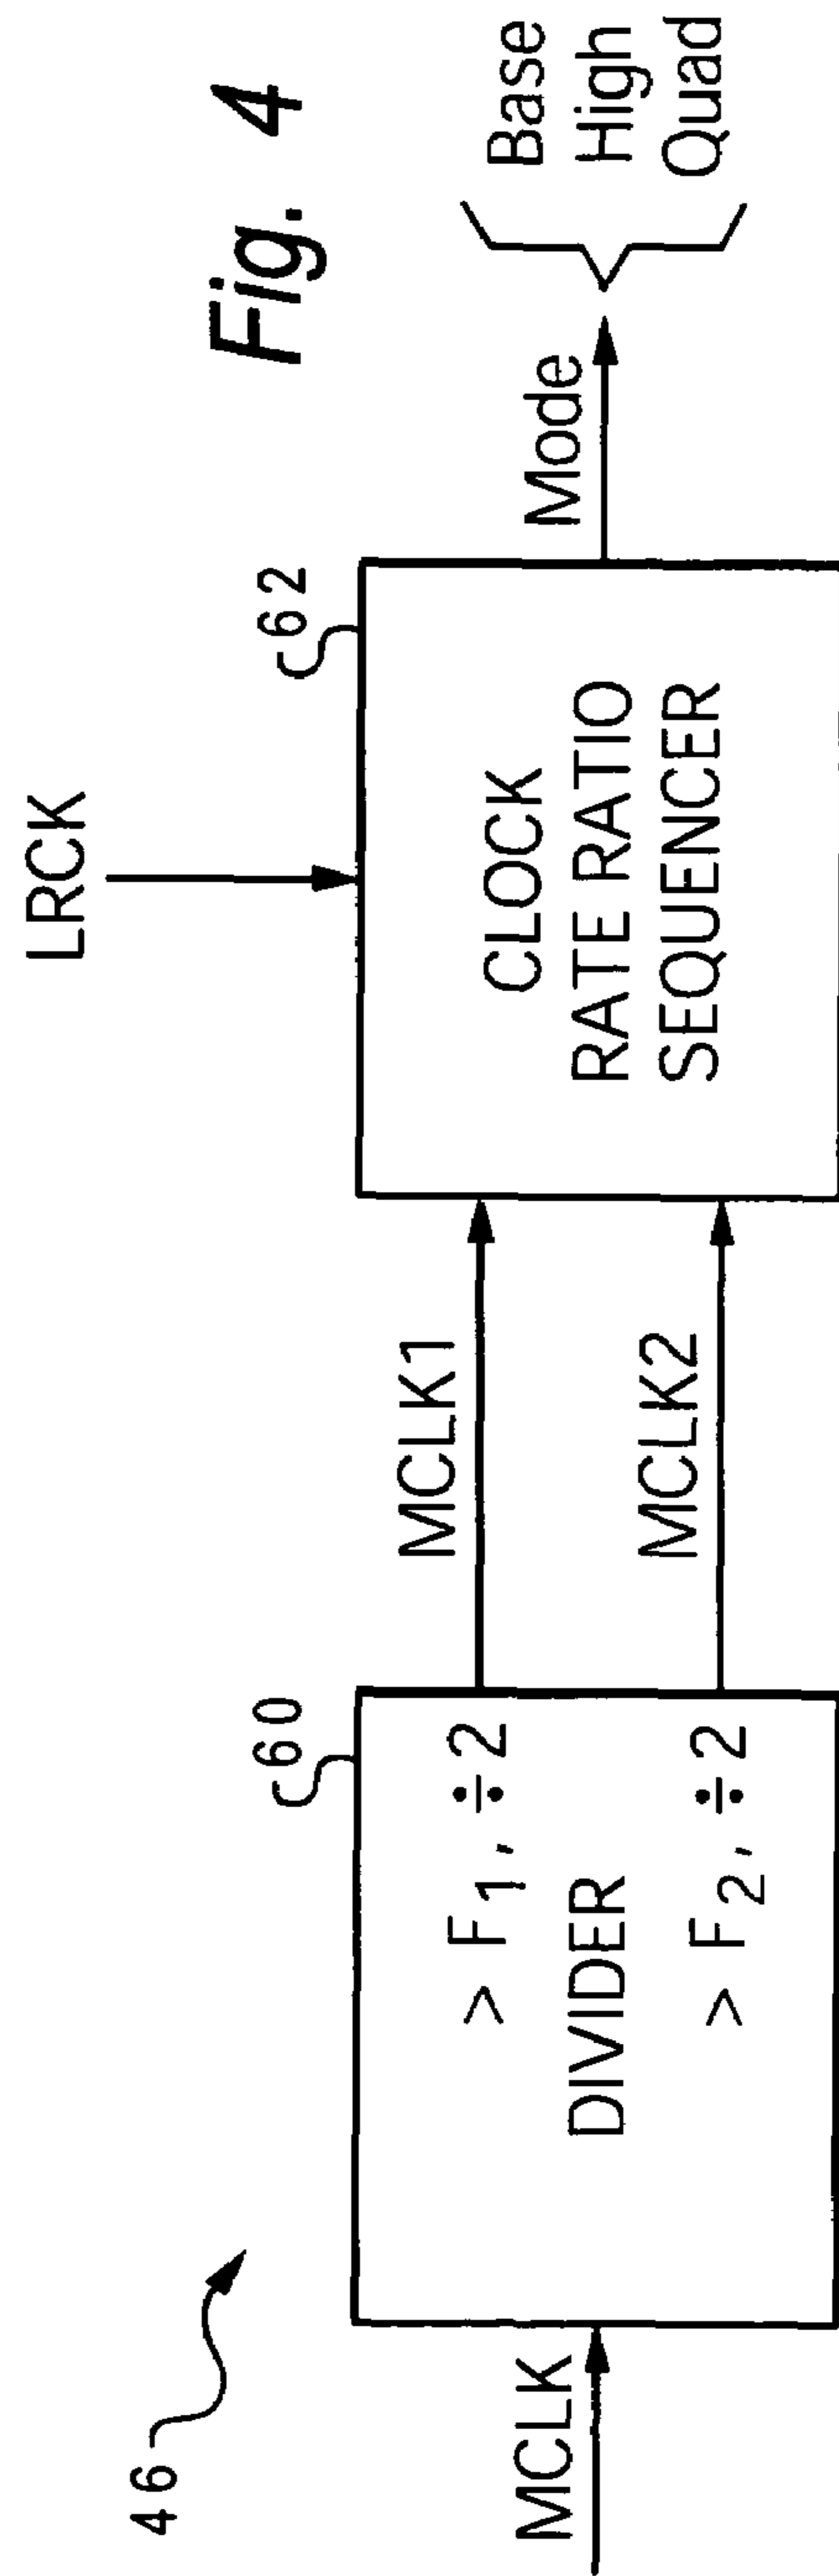 Fig. 4
46
MCLK
60
> F1, ÷2
DIVIDER
> F2, ÷2
MCLK1
MCLK2
LRCK
62
CLOCK
RATE RATIO
SEQUENCER
Mode
Base
High
Quad